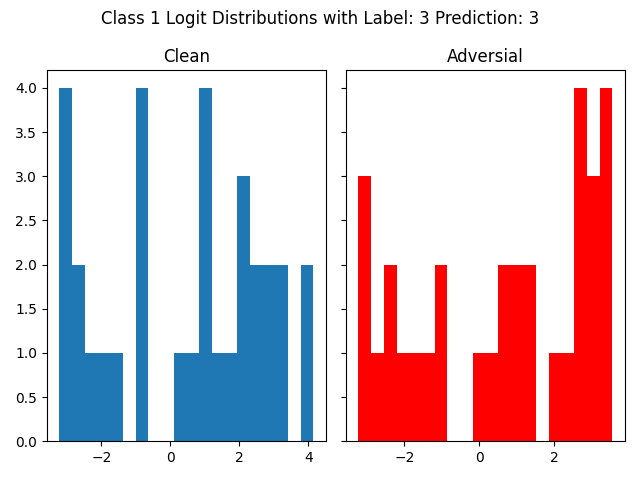 Class 1 Logit Distributions with Label: 3 Prediction: 3
Clean
Adversial
4.0
3.5
3.0
2.5
2.0
1.5
1.0
0.5
0.0
−2 0 2 4
−2 0 2